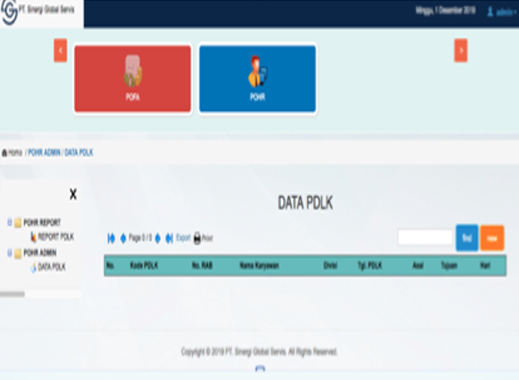 PT. Sinergi Global Servis
Minggu, 1 Desember 2019 admin
POFA
POHR
Home / POHR ADMIN / DATA PDLK
X
POHR REPORT
REPORT PDLK
POHR ADMIN
DATA PDLK
DATA PDLK
Page 0 / 0 Export Print
find new
No. Kode PDLK No. RAB Nama Karyawan Divisi Tgl. PDLK Asal Tujuan Hari
Copyright © 2019 PT. Sinergi Global Servis. All Rights Reserved.